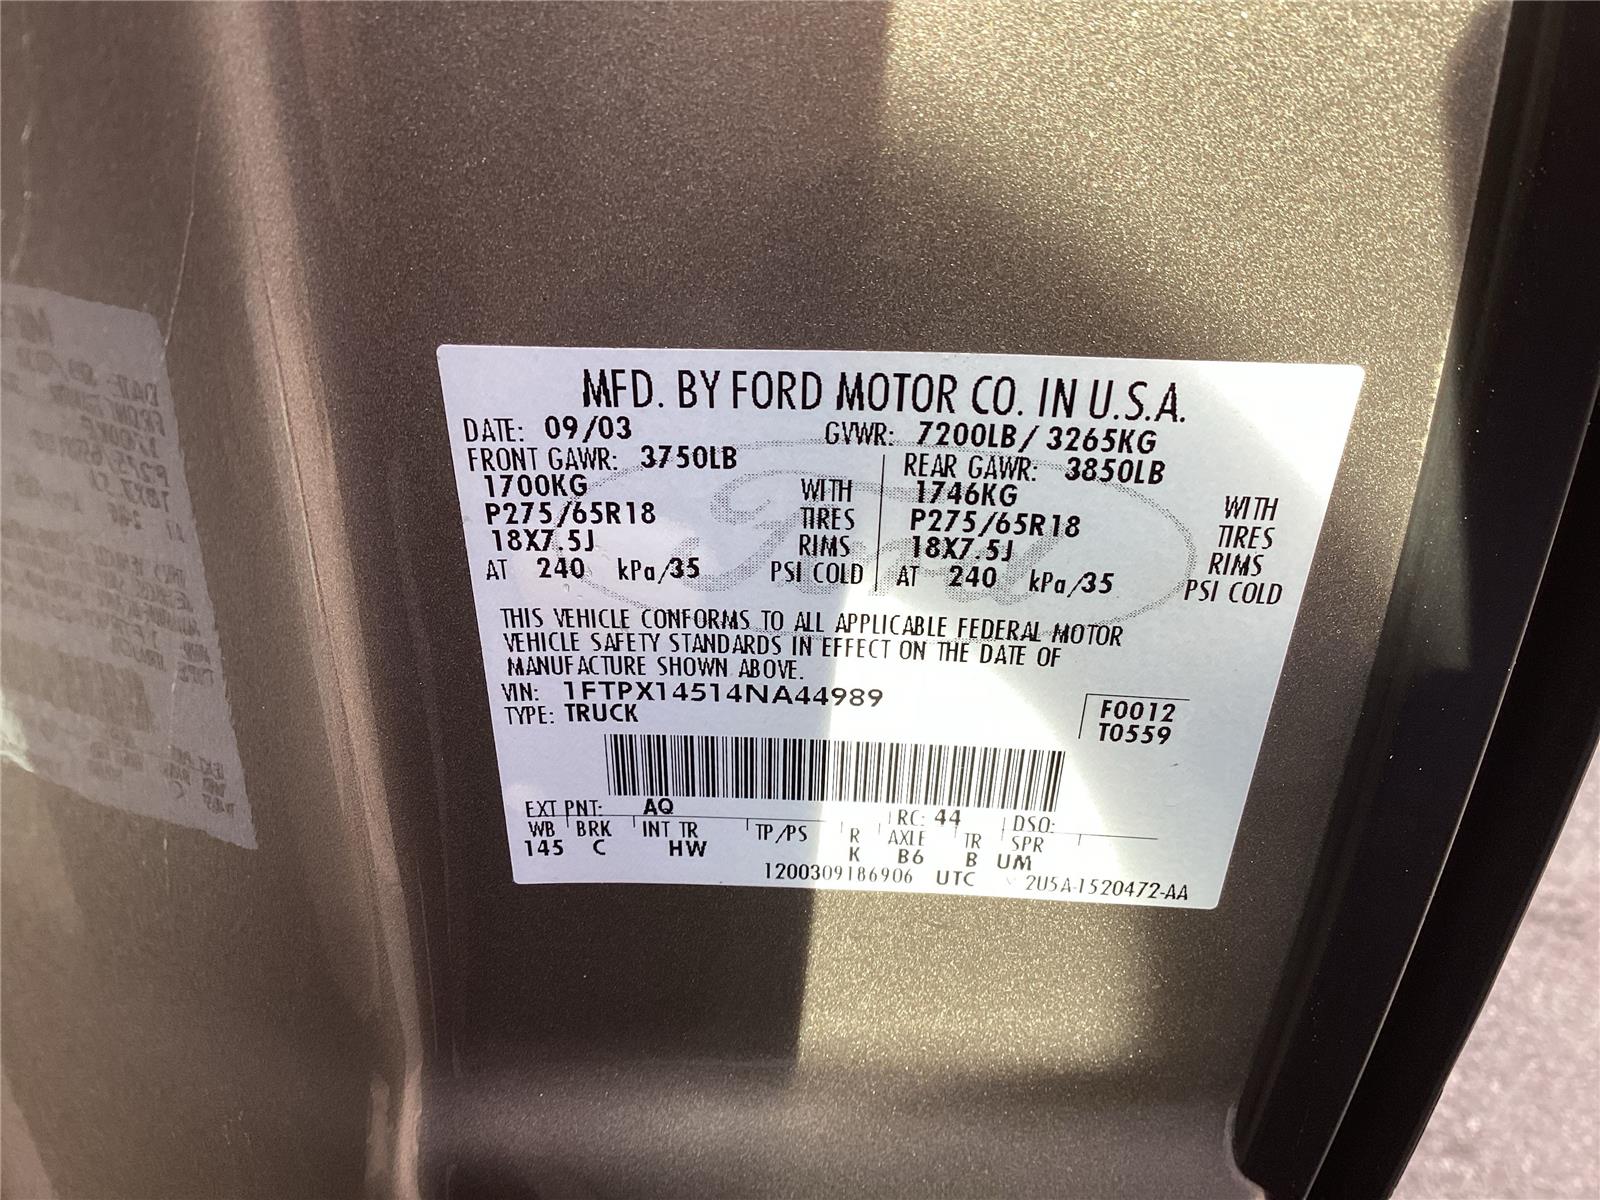 MFD. BY FORD MOTOR CO. IN U.S.A.
DATE: 09/03 GVWR: 7200LB/ 3265KG
FRONT GAWR: 3750LB REAR GAWR: 3850LB
1700KG WITH 1746KG WITH
P275/65R18 TIRES P275/65R18 TIRES
18X7.5J RIMS 18X7.5J RIMS
AT 240 kPa/35 PSI COLD AT 240 kPa/35 PSI COLD
Ford
THIS VEHICLE CONFORMS TO ALL APPLICABLE FEDERAL MOTOR
VEHICLE SAFETY STANDARDS IN EFFECT ON THE DATE OF
MANUFACTURE SHOWN ABOVE.
VIN: 1FTPX14514NA44989
TYPE: TRUCK
F0012
T0559
EXT PNT: AQ RC: 44 DSO:
WB BRK INT TR TP/PS R AXLE TR SPR
145 C HW K B6 B UM
1200309186906 UTC 2U5A-1520472-AA